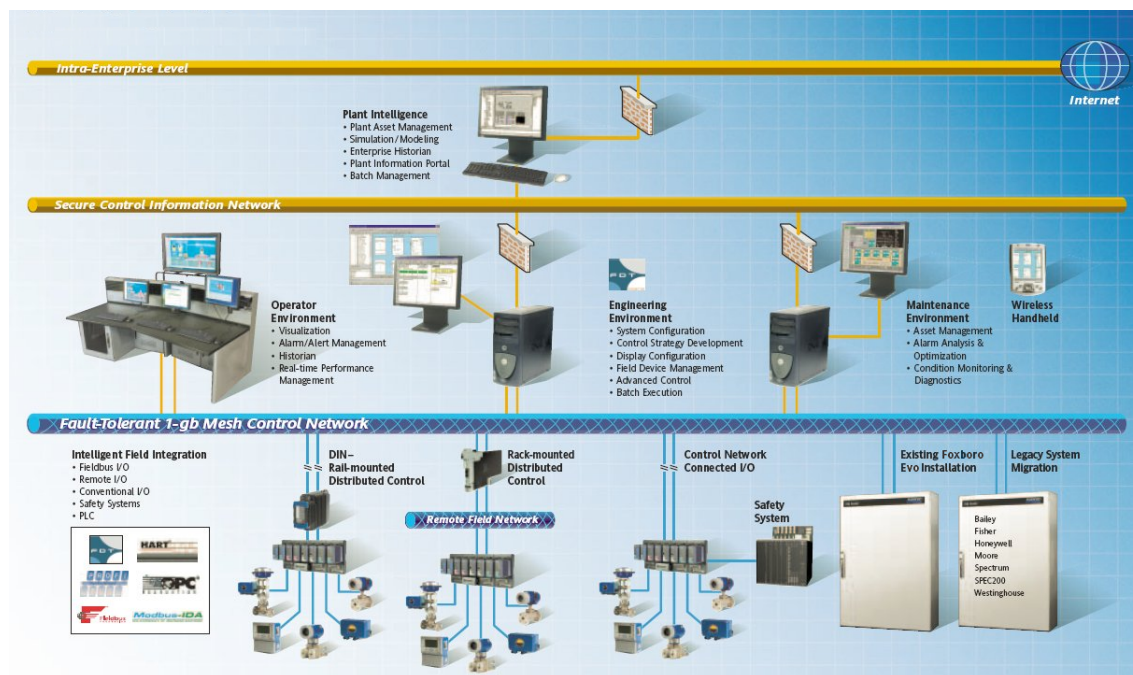 Intra-Enterprise Level
Internet
Plant Intelligence
• Plant Asset Management
• Simulation/Modeling
• Enterprise Historian
• Plant Information Portal
• Batch Management
Secure Control Information Network
Operator
Environment
• Visualization
• Alarm/Alert Management
• Historian
• Real-time Performance
Management
FDT
Engineering
Environment
• System Configuration
• Control Strategy Development
• Display Configuration
• Field Device Management
• Advanced Control
• Batch Execution
Maintenance
Environment
• Asset Management
• Alarm Analysis &
Optimization
• Condition Monitoring &
Diagnostics
Wireless
Handheld
Fault-Tolerant 1-gb Mesh Control Network
Intelligent Field Integration
• Fieldbus I/O
• Remote I/O
• Conventional I/O
• Safety Systems
• PLC
FDT
HART
OPC
FOUNDATION
Modbus-IDA
DIN–
Rail-mounted
Distributed Control
Rack-mounted
Distributed
Control
Remote Field Network
Control Network
Connected I/O
Safety
System
Existing Foxboro
Evo Installation
Legacy System
Migration
Bailey
Fisher
Honeywell
Moore
Spectrum
SPEC200
Westinghouse